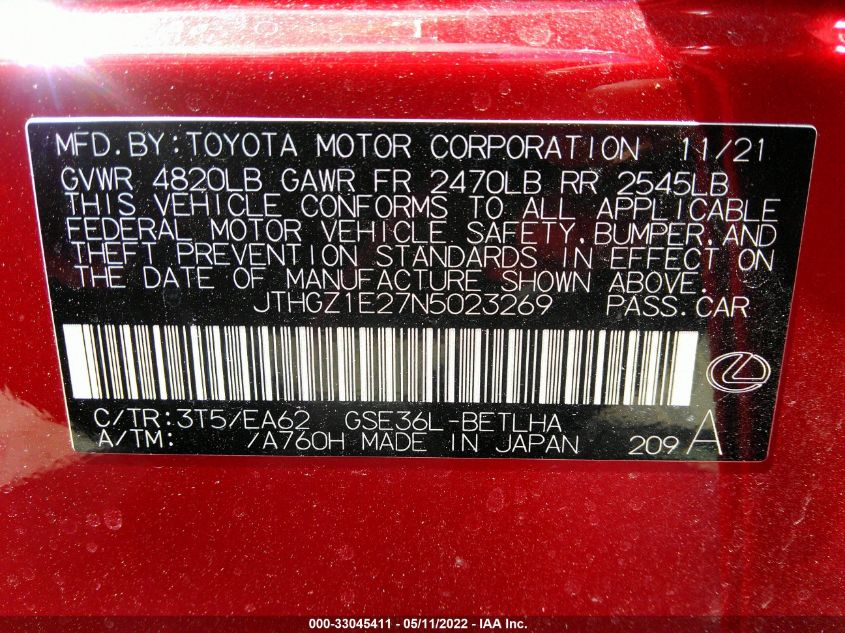 MFD.BY:TOYOTA MOTOR CORPORATION 11/21
GVWR 4820LB GAWR FR 2470LB RR 2545LB
THIS VEHICLE CONFORMS TO ALL APPLICABLE
FEDERAL MOTOR VEHICLE SAFETY,BUMPER,AND
THEFT PREVENTION STANDARDS IN EFFECT ON
THE DATE OF MANUFACTURE SHOWN ABOVE.
JTHGZ1E27N5023269 PASS.CAR
C/TR:3T5/EA62 GSE36L-BETLHA
A/TM: /A760H MADE IN JAPAN 209 A
000-33045411 - 05/11/2022 - IAA Inc.